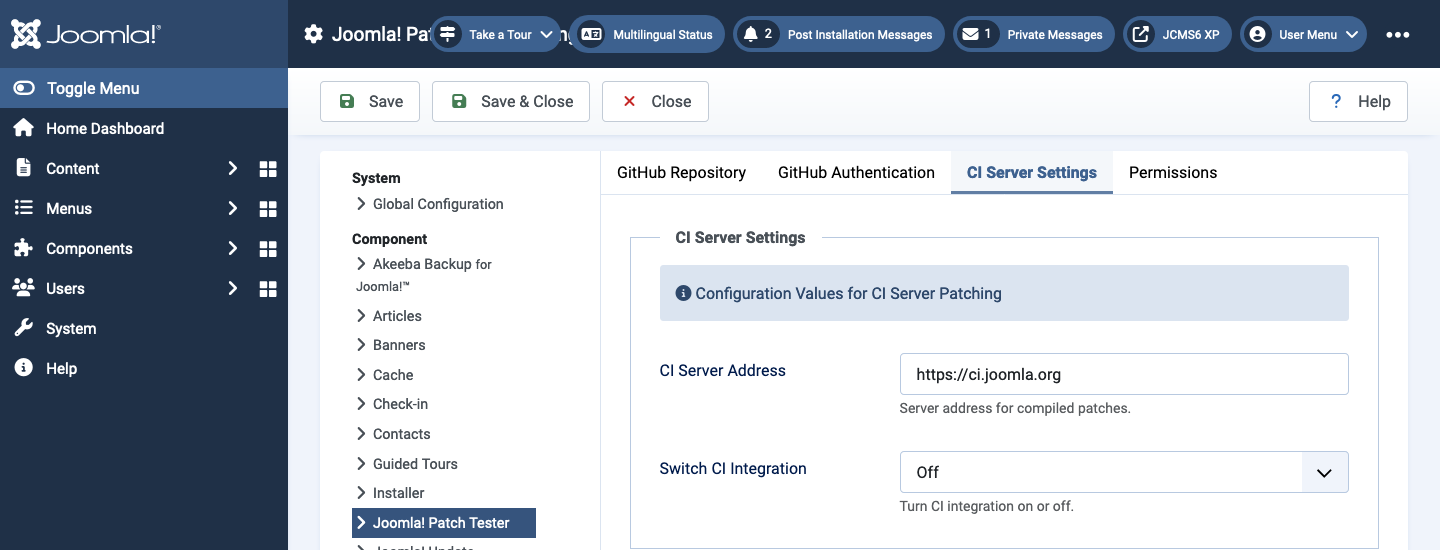 Joomla!®
Joomla! Pat
Take a Tour
Multilingual Status
2 Post Installation Messages
1 Private Messages
JCMS6 XP
User Menu
Toggle Menu
Home Dashboard
Content
Menus
Components
Users
System
Help
Save
Save & Close
Close
? Help
System
Global Configuration
Component
Akeeba Backup for
Joomla!™
Articles
Banners
Cache
Check-in
Contacts
Guided Tours
Installer
Joomla! Patch Tester
Joomla! Update
GitHub Repository
GitHub Authentication
CI Server Settings
Permissions
CI Server Settings
Configuration Values for CI Server Patching
CI Server Address
https://ci.joomla.org
Server address for compiled patches.
Switch CI Integration
Off
Turn CI integration on or off.